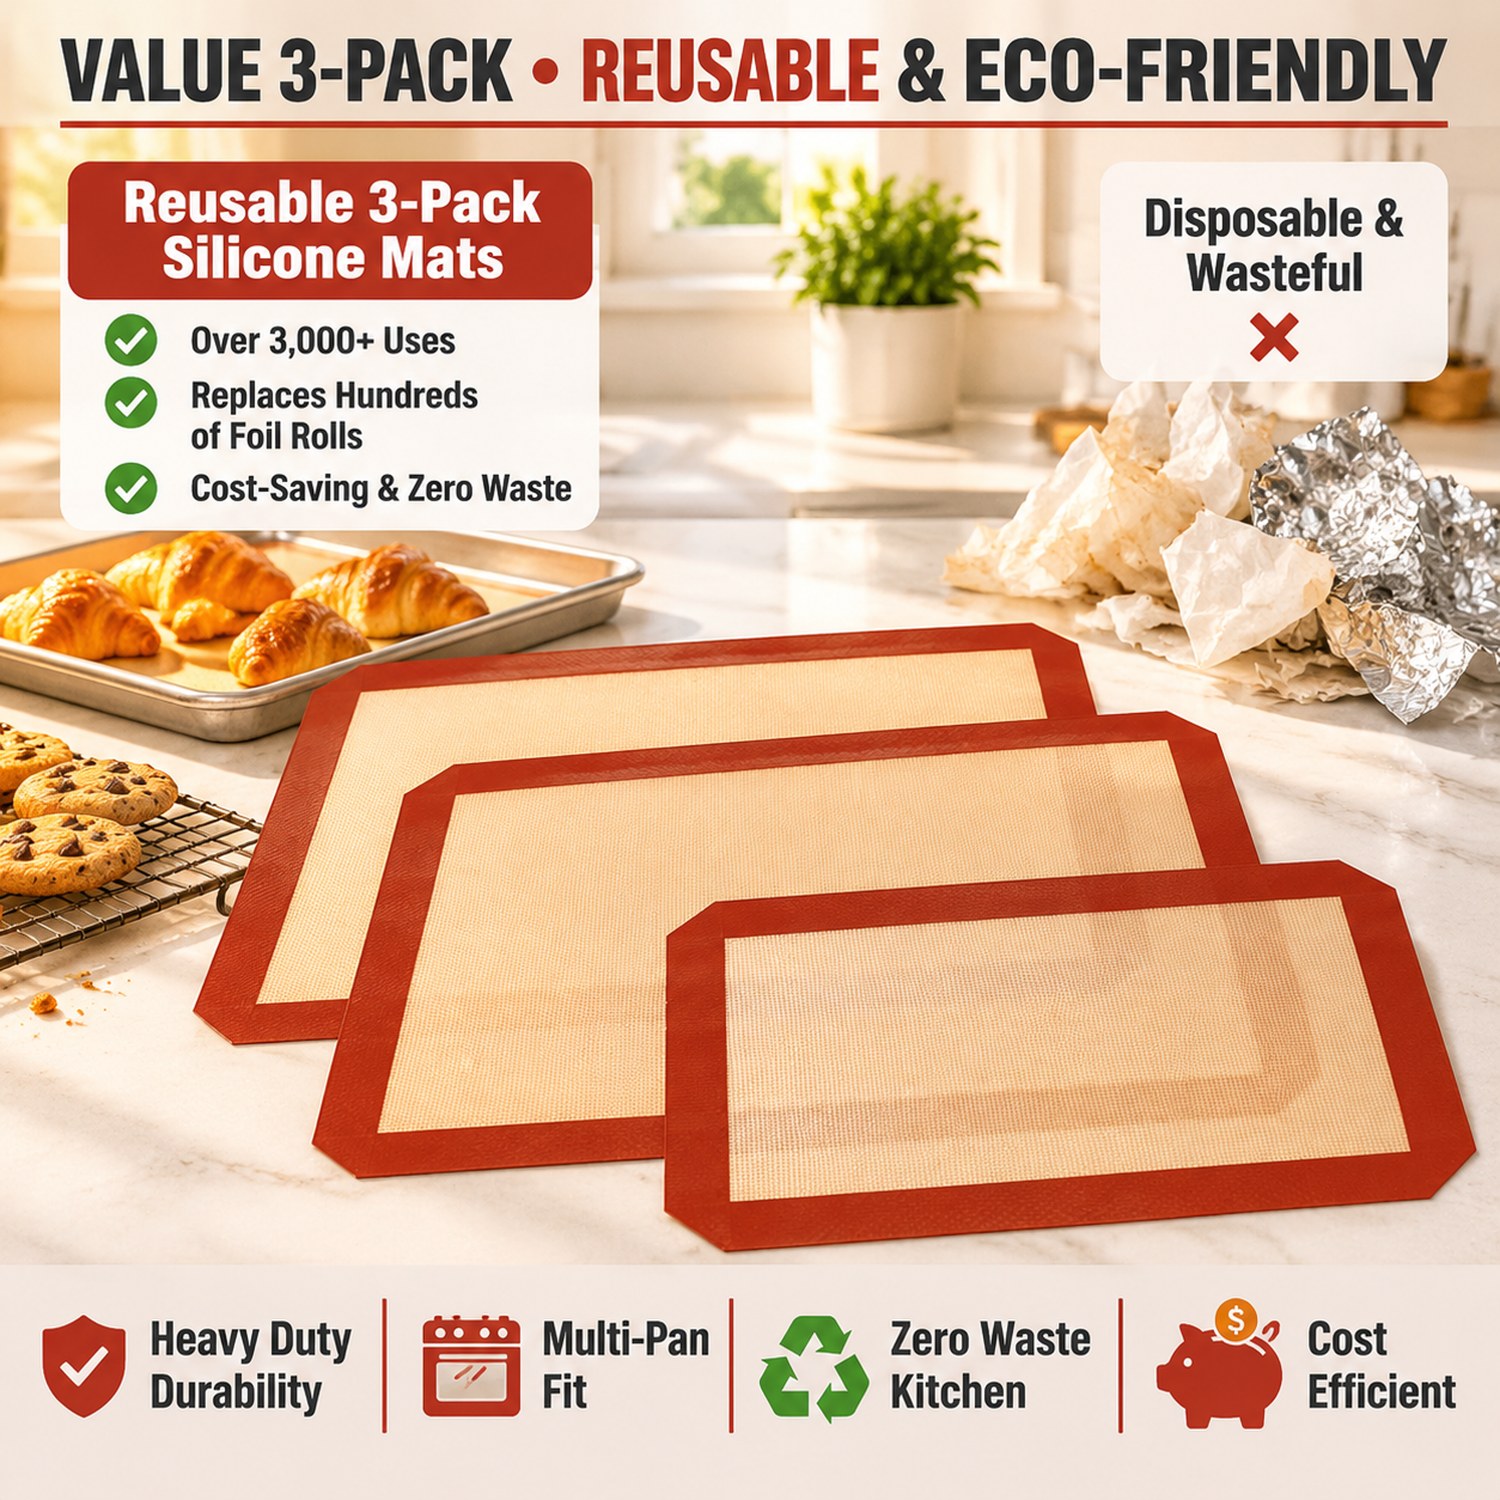 VALUE 3-PACK • REUSABLE & ECO-FRIENDLY
Reusable 3-Pack
Silicone Mats
Over 3,000+ Uses
Replaces Hundreds
of Foil Rolls
Cost-Saving & Zero Waste
Disposable &
Wasteful
Heavy Duty
Durability
Multi-Pan
Fit
Zero Waste
Kitchen
$
Cost
Efficient